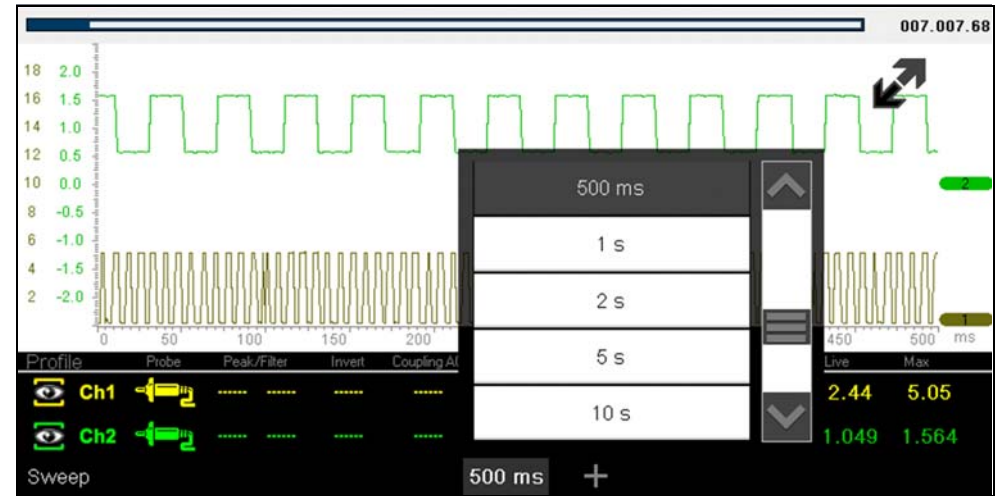 007.007.68
18 2.0
16 1.5
14 1.0
12 0.5
10 0.0
8 -0.5
6 -1.0
4 -1.5
2 -2.0
2
1
0 50 100 150 200 450 500 ms
500 ms
1 s
2 s
5 s
10 s
Profile Probe Peak/Filter Invert Coupling AC Live Max
Ch1 ----- ------ ------ ------ 2.44 5.05
Ch2 ----- ------ ------ ------ 1.049 1.564
Sweep 500 ms +